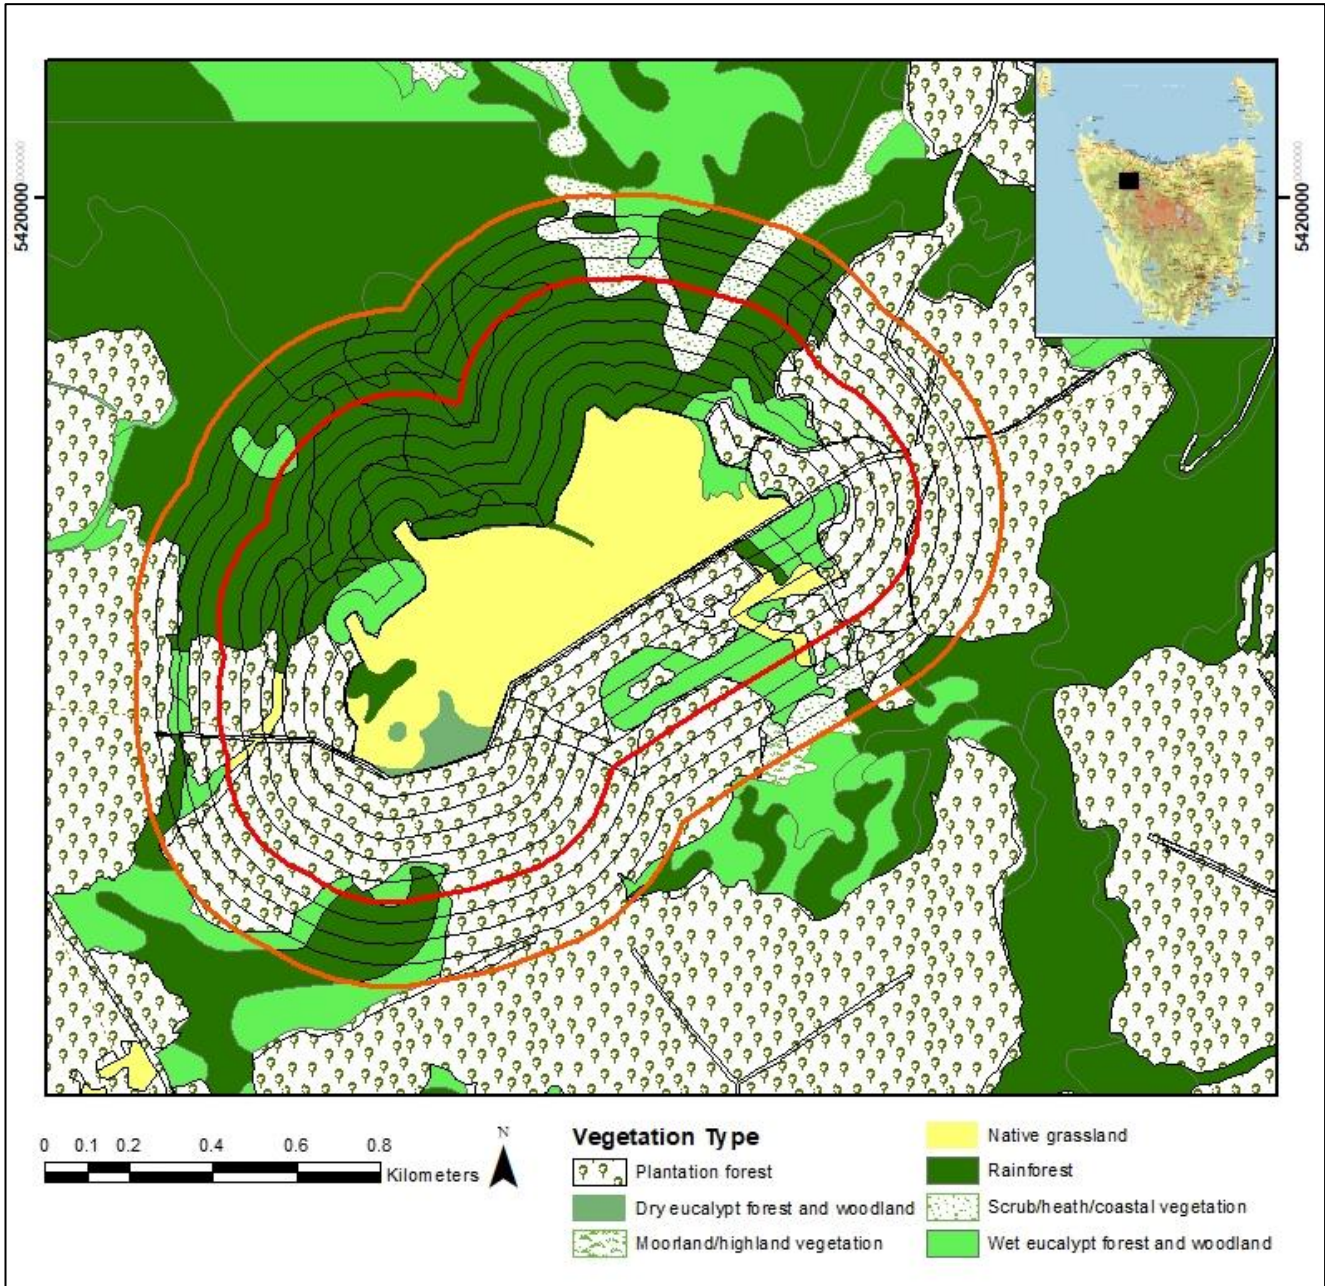 5420000 000000
5420000 000000
0 0.1 0.2 0.4 0.6 0.8
Kilometers
N
Vegetation Type
Plantation forest
Dry eucalypt forest and woodland
Moorland/highland vegetation
Native grassland
Rainforest
Scrub/heath/coastal vegetation
Wet eucalypt forest and woodland